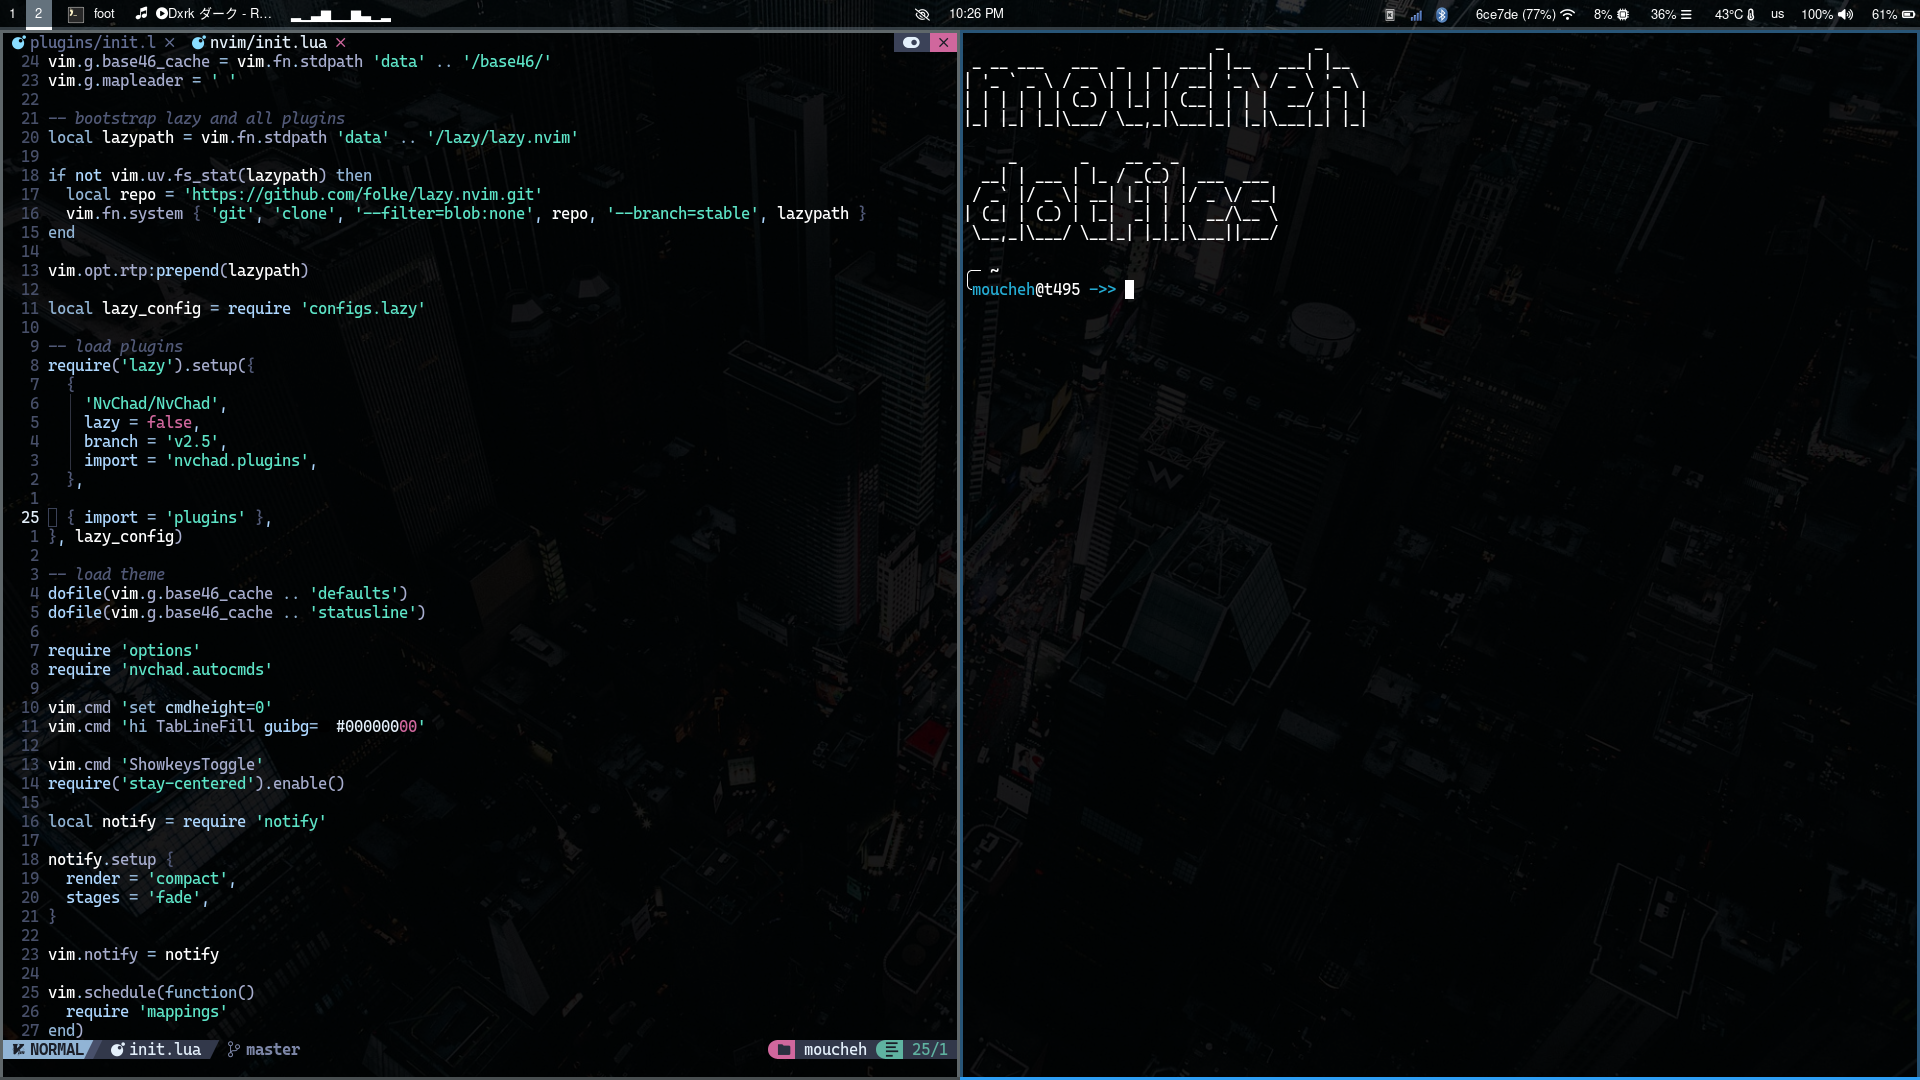 1 2 foot Dxrk ダーク - R...
10:26 PM
6ce7de (77%) 8% 36% 43°C us 100% 61%
plugins/init.l × nvim/init.lua ×
24 vim.g.base46_cache = vim.fn.stdpath 'data' .. '/base46/'
23 vim.g.mapleader = ' '
22
21 -- bootstrap lazy and all plugins
20 local lazypath = vim.fn.stdpath 'data' .. '/lazy/lazy.nvim'
19
18 if not vim.uv.fs_stat(lazypath) then
17 local repo = 'https://github.com/folke/lazy.nvim.git'
16 vim.fn.system { 'git', 'clone', '--filter=blob:none', repo, '--branch=stable', lazypath }
15 end
14
13 vim.opt.rtp:prepend(lazypath)
12
11 local lazy_config = require 'configs.lazy'
10
9 -- load plugins
8 require('lazy').setup({
7 {
6 'NvChad/NvChad',
5 lazy = false,
4 branch = 'v2.5',
3 import = 'nvchad.plugins',
2 },
1
25 { import = 'plugins' },
1 }, lazy_config)
2
3 -- load theme
4 dofile(vim.g.base46_cache .. 'defaults')
5 dofile(vim.g.base46_cache .. 'statusline')
6
7 require 'options'
8 require 'nvchad.autocmds'
9
10 vim.cmd 'set cmdheight=0'
11 vim.cmd 'hi TabLineFill guibg= #00000000'
12
13 vim.cmd 'ShowkeysToggle'
14 require('stay-centered').enable()
15
16 local notify = require 'notify'
17
18 notify.setup {
19 render = 'compact',
20 stages = 'fade',
21 }
22
23 vim.notify = notify
24
25 vim.schedule(function()
26 require 'mappings'
27 end)
NORMAL init.lua master moucheh 25/1
moucheh
dotfiles
~
moucheh@t495 ->>